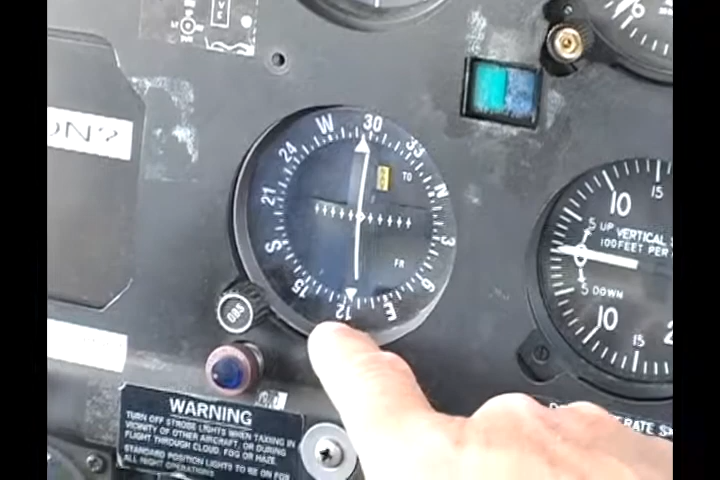 ON?
W
30
33
24
TO
N
21
3
S
FR
15
6
12
E
OBS
10
15
5 UP VERTICAL
100 FEET PER
5 DOWN
10
15
WARNING
TURN OFF STROBE LIGHTS WHEN TAXIING IN
VICINITY OF OTHER AIRCRAFT, OR DURING
FLIGHT THROUGH CLOUD, FOG OR HAZE.
STANDARD POSITION LIGHTS TO BE ON FOR
ALL NIGHT OPERATIONS